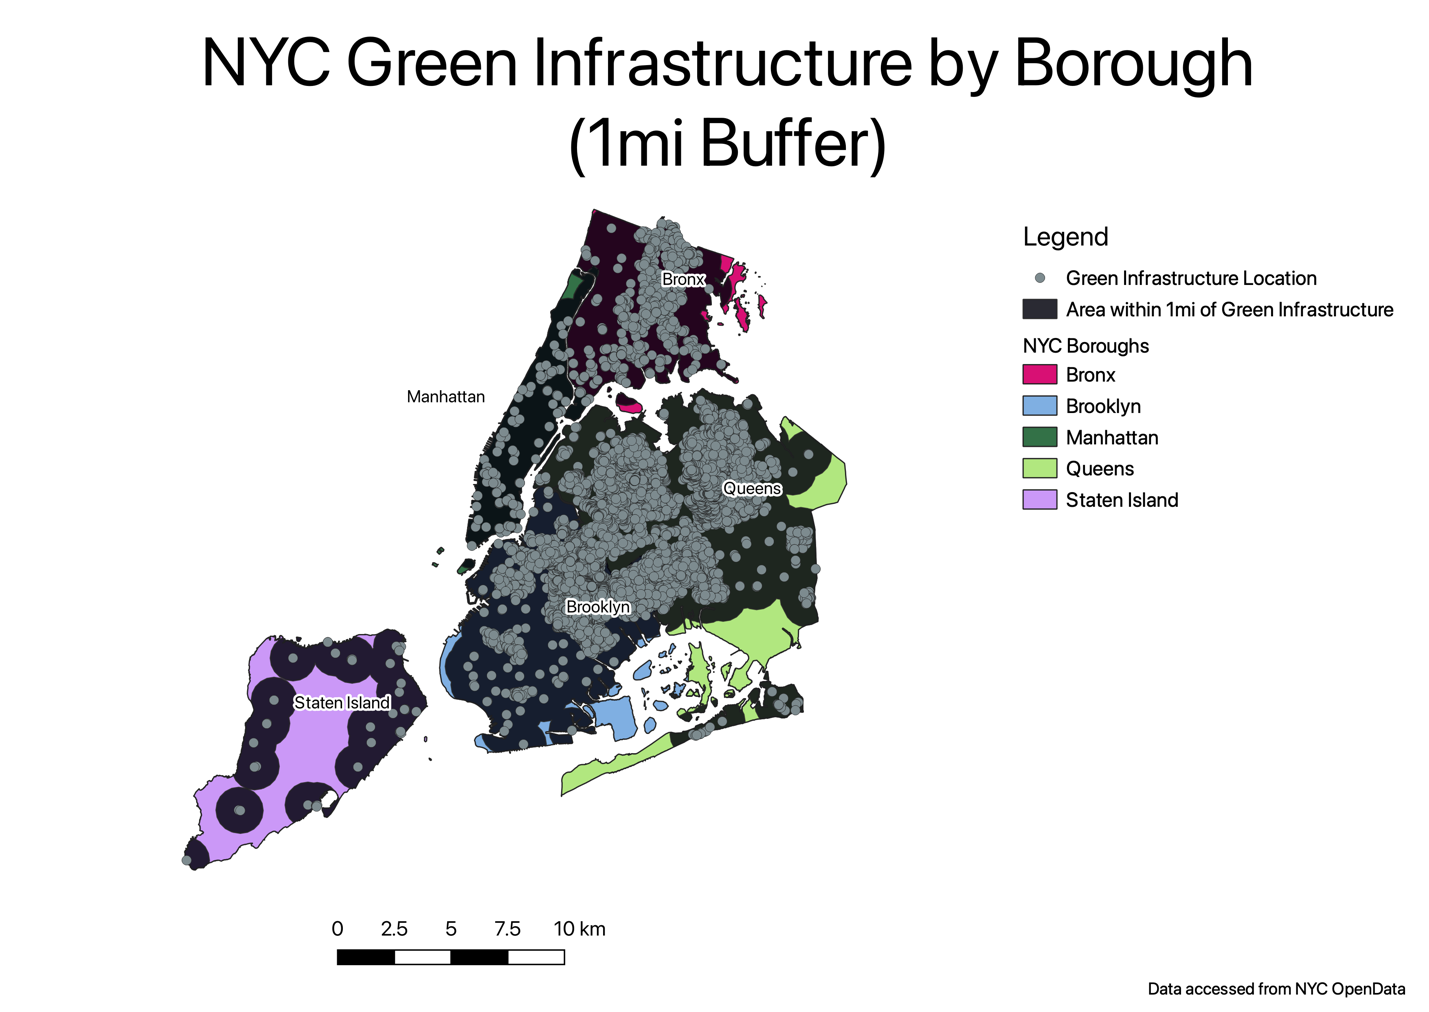 NYC Green Infrastructure by Borough
(1mi Buffer)
Legend
Green Infrastructure Location
Area within 1mi of Green Infrastructure
NYC Boroughs
Bronx
Brooklyn
Manhattan
Queens
Staten Island
Bronx
Manhattan
Queens
Brooklyn
Staten Island
0 2.5 5 7.5 10 km
Data accessed from NYC OpenData